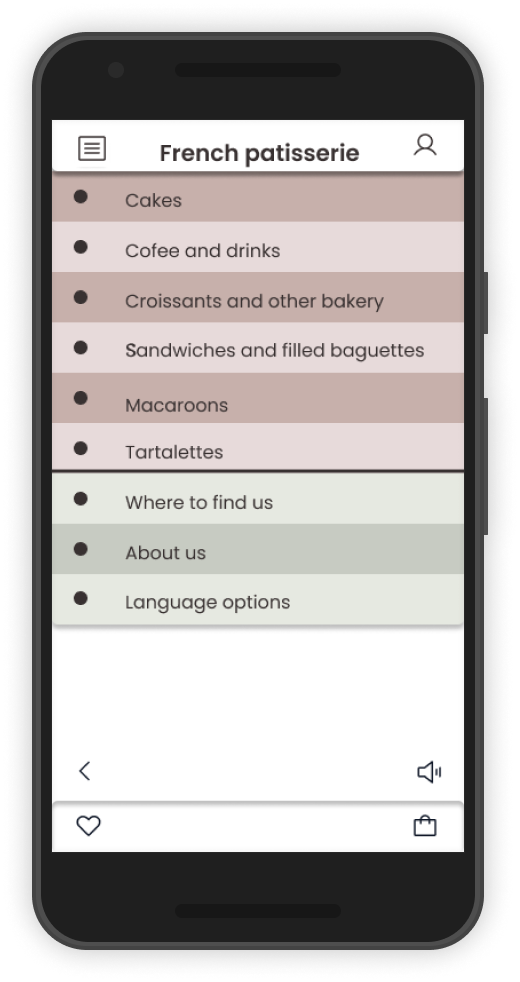 French patisserie
Cakes
Cofee and drinks
Croissants and other bakery
Sandwiches and filled baguettes
Macaroons
Tartalettes
Where to find us
About us
Language options